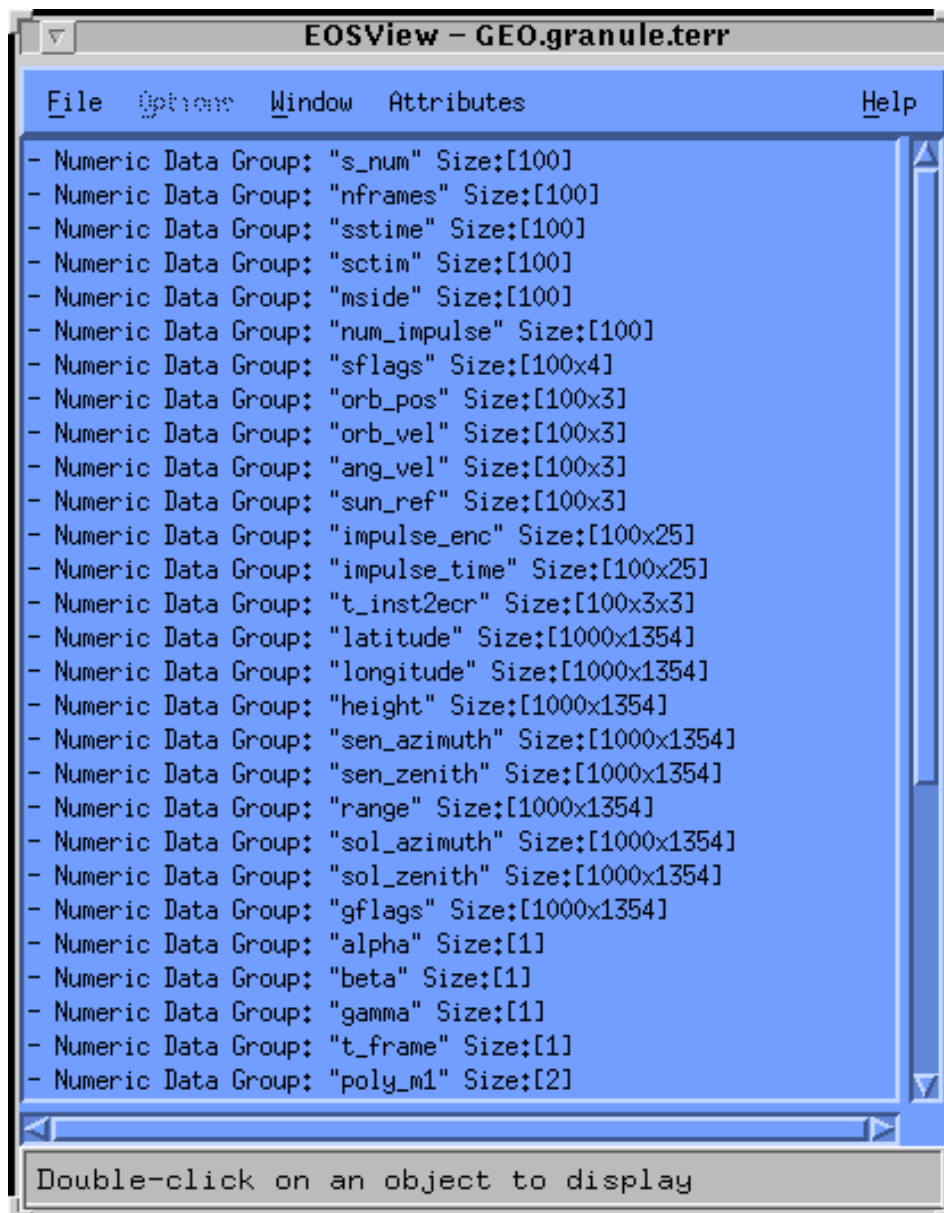 EOSView – GEO.granule.terr
File Options Window Attributes Help
- Numeric Data Group: "s_num" Size:[100]
- Numeric Data Group: "nframes" Size:[100]
- Numeric Data Group: "sstime" Size:[100]
- Numeric Data Group: "sctim" Size:[100]
- Numeric Data Group: "mside" Size:[100]
- Numeric Data Group: "num_impulse" Size:[100]
- Numeric Data Group: "sflags" Size:[100x4]
- Numeric Data Group: "orb_pos" Size:[100x3]
- Numeric Data Group: "orb_vel" Size:[100x3]
- Numeric Data Group: "ang_vel" Size:[100x3]
- Numeric Data Group: "sun_ref" Size:[100x3]
- Numeric Data Group: "impulse_enc" Size:[100x25]
- Numeric Data Group: "impulse_time" Size:[100x25]
- Numeric Data Group: "t_inst2ecr" Size:[100x3x3]
- Numeric Data Group: "latitude" Size:[1000x1354]
- Numeric Data Group: "longitude" Size:[1000x1354]
- Numeric Data Group: "height" Size:[1000x1354]
- Numeric Data Group: "sen_azimuth" Size:[1000x1354]
- Numeric Data Group: "sen_zenith" Size:[1000x1354]
- Numeric Data Group: "range" Size:[1000x1354]
- Numeric Data Group: "sol_azimuth" Size:[1000x1354]
- Numeric Data Group: "sol_zenith" Size:[1000x1354]
- Numeric Data Group: "gflags" Size:[1000x1354]
- Numeric Data Group: "alpha" Size:[1]
- Numeric Data Group: "beta" Size:[1]
- Numeric Data Group: "gamma" Size:[1]
- Numeric Data Group: "t_frame" Size:[1]
- Numeric Data Group: "poly_m1" Size:[2]
Double-click on an object to display